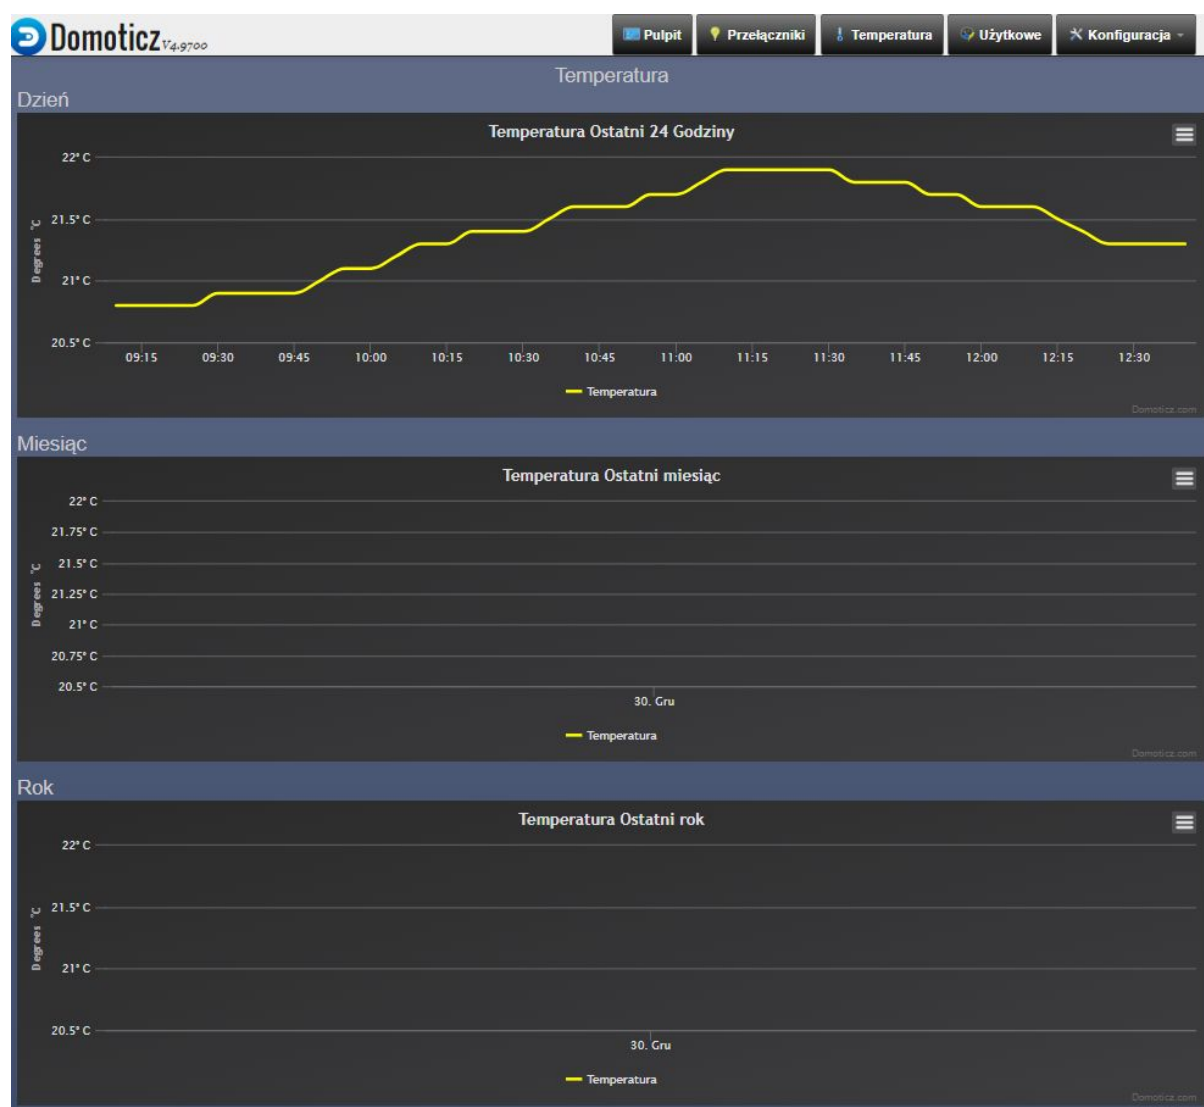 Domoticz V4.9700
Pulpit Przełączniki Temperatura Użytkowe Konfiguracja
Temperatura
Dzień
Temperatura Ostatni 24 Godziny
22° C
21.5° C
21° C
20.5° C
Degrees °C
09:15 09:30 09:45 10:00 10:15 10:30 10:45 11:00 11:15 11:30 11:45 12:00 12:15 12:30
Temperatura
Domoticz.com
Miesiąc
Temperatura Ostatni miesiąc
22° C
21.75° C
21.5° C
21.25° C
21° C
20.75° C
20.5° C
Degrees °C
30. Gru
Temperatura
Domoticz.com
Rok
Temperatura Ostatni rok
22° C
21.5° C
21° C
20.5° C
Degrees °C
30. Gru
Temperatura
Domoticz.com